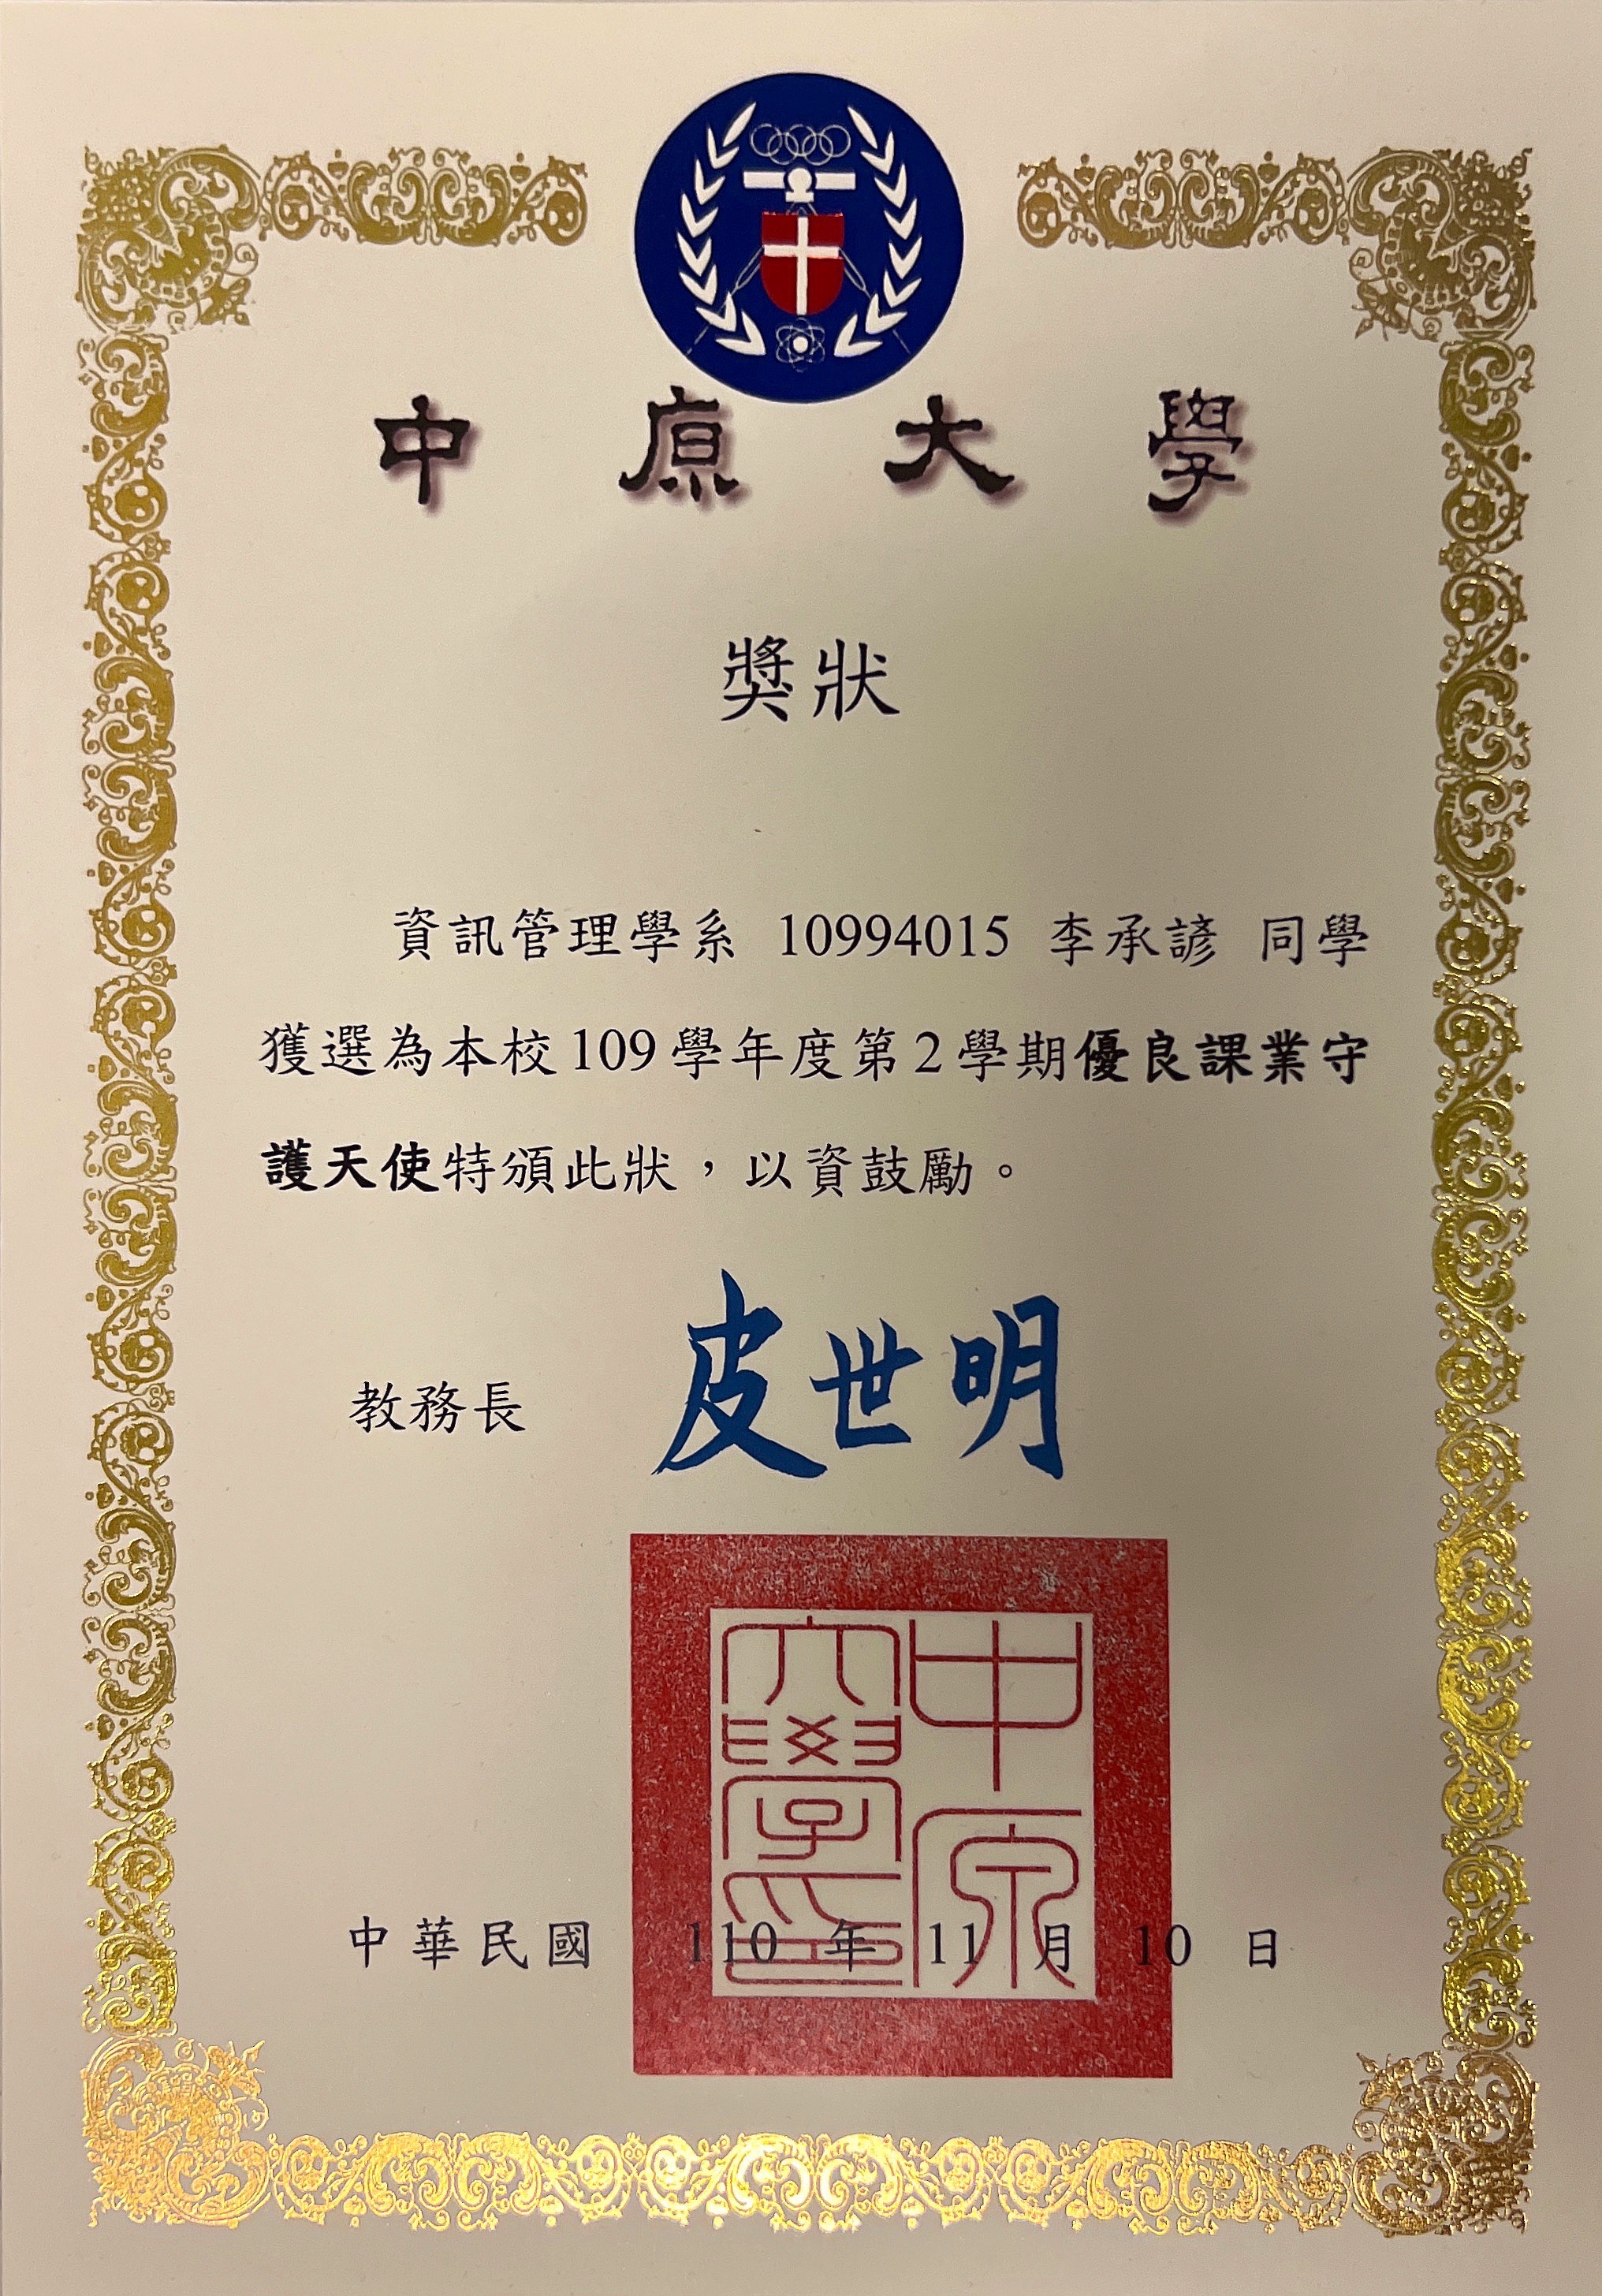 中原大學
獎狀
資訊管理學系 10994015 李承諺 同學
獲選為本校109學年度第2學期優良課業守
護天使特頒此狀，以資鼓勵。
教務長 皮世明
中原大學印
中華民國 110 年 11 月 10 日